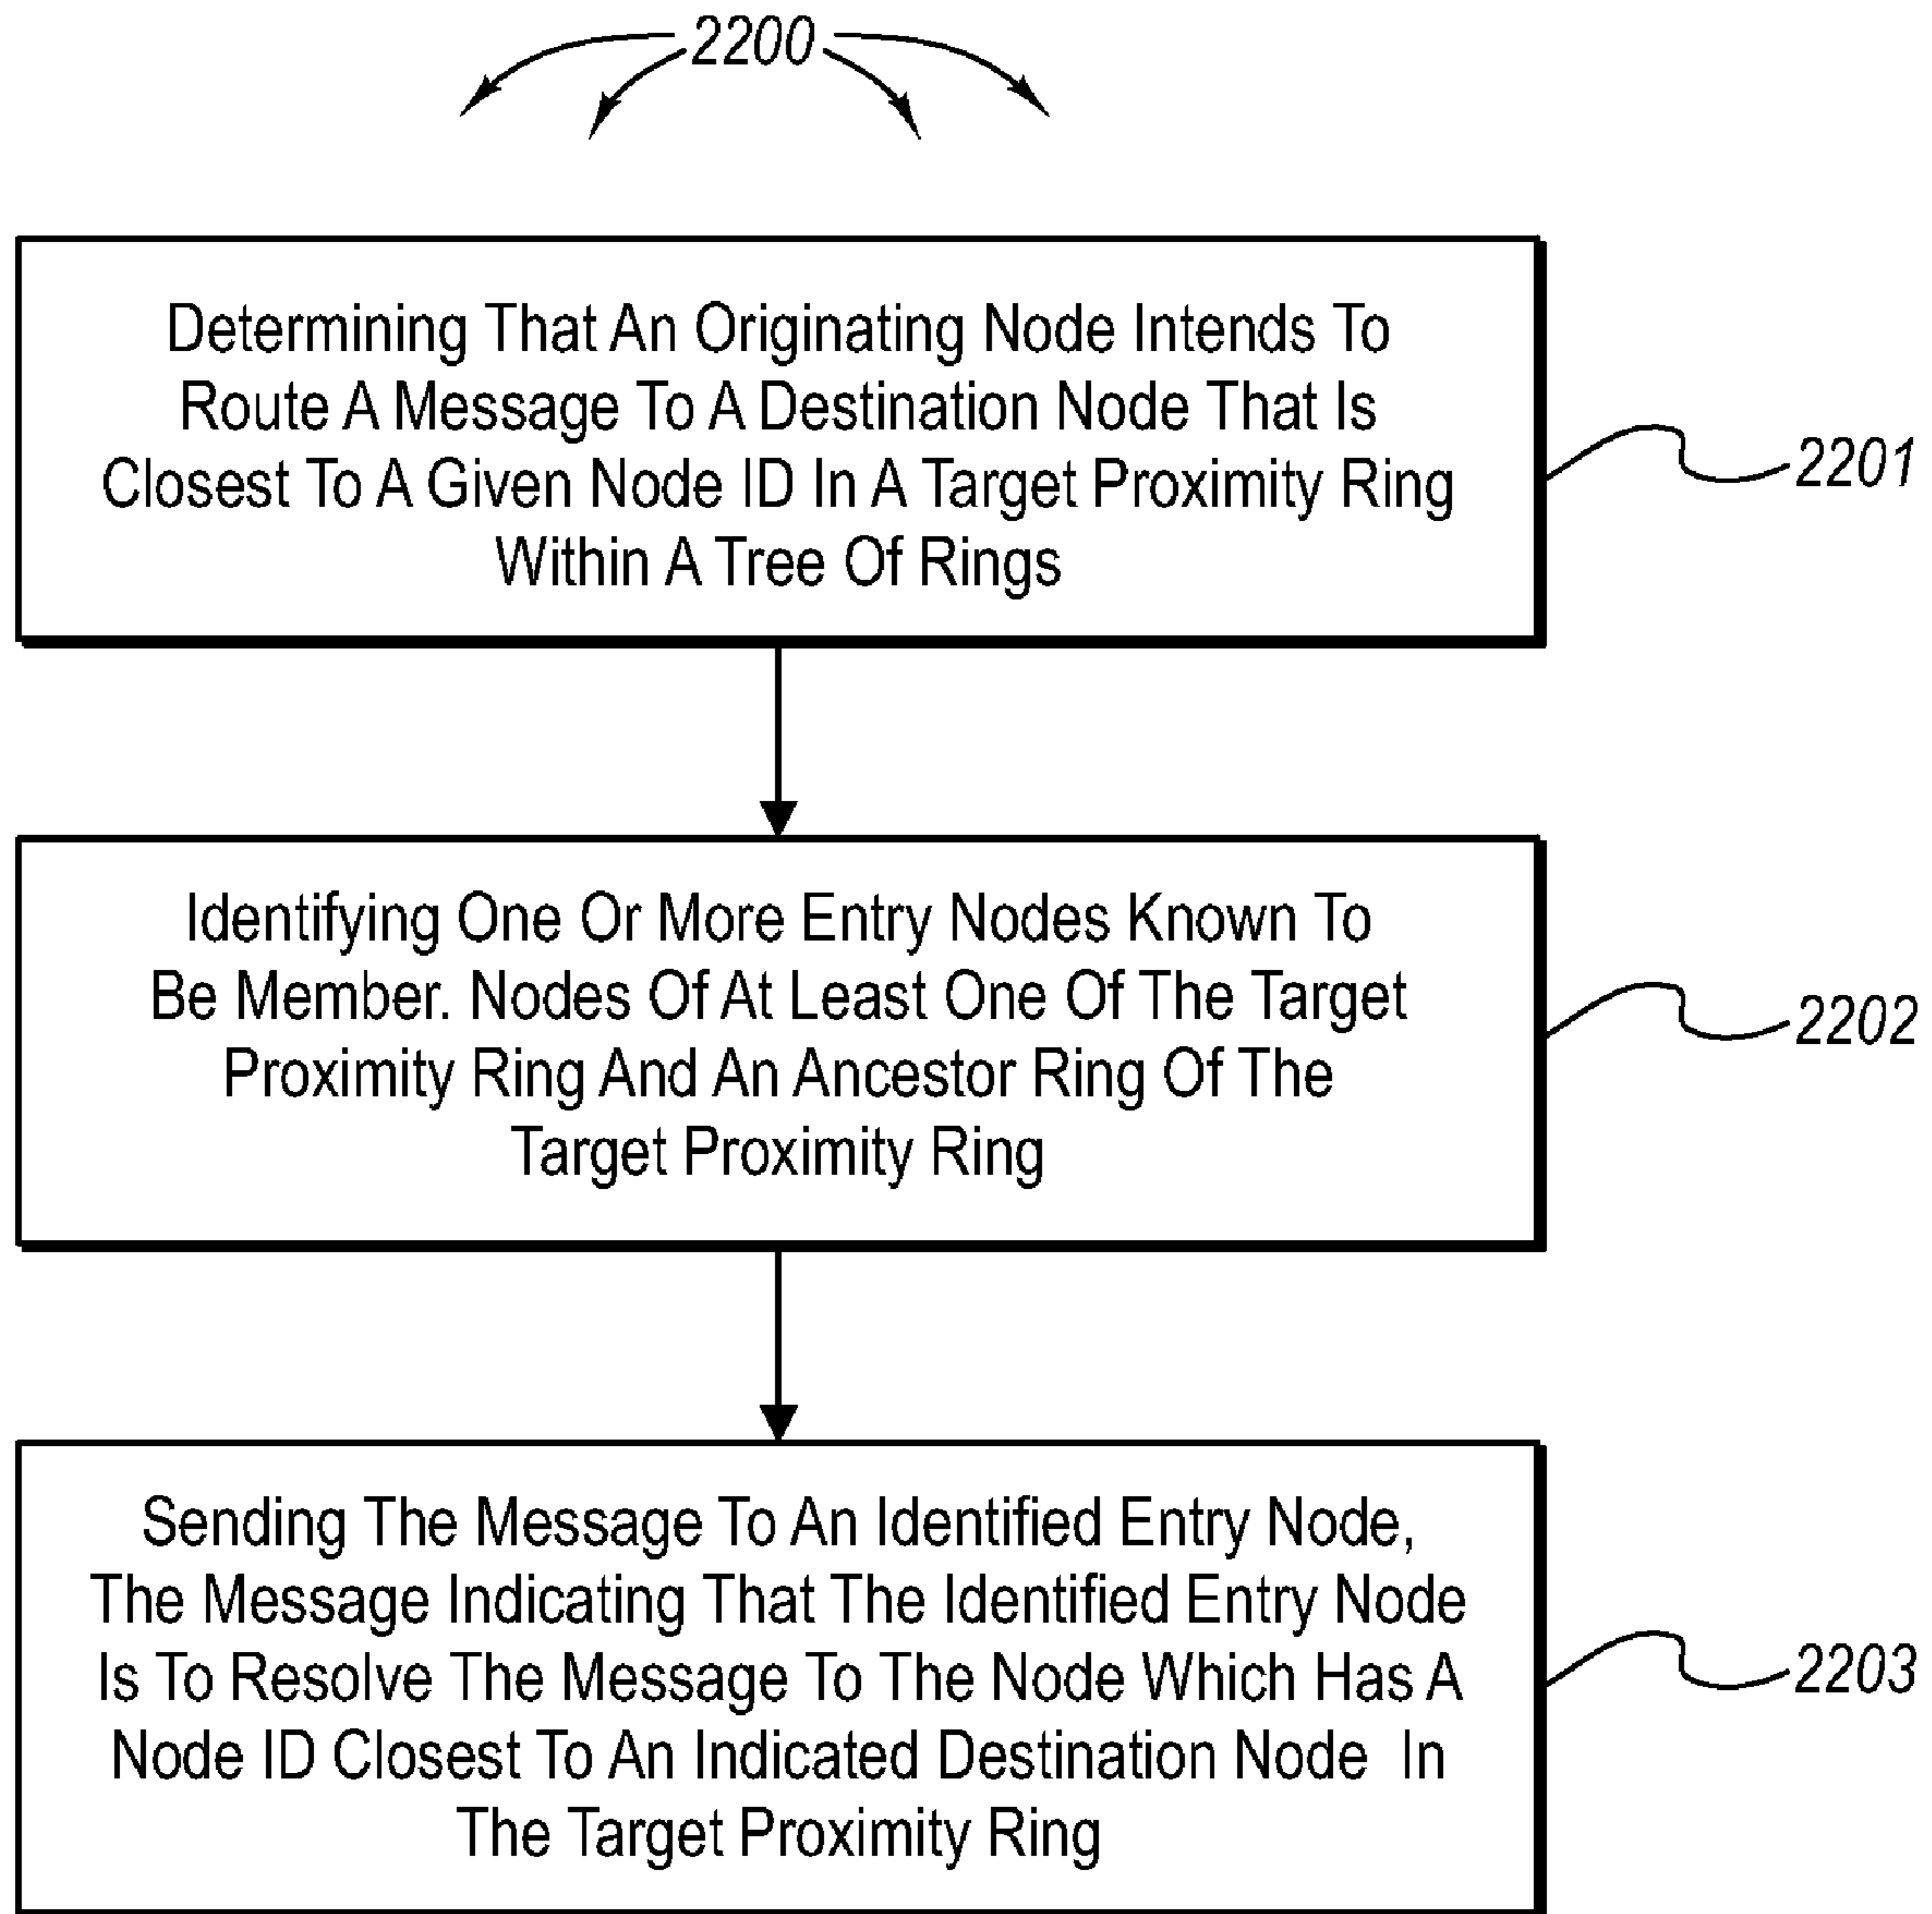 2200
Determining That An Originating Node Intends To
Route A Message To A Destination Node That Is
Closest To A Given Node ID In A Target Proximity Ring
Within A Tree Of Rings
2201
Identifying One Or More Entry Nodes Known To
Be Member. Nodes Of At Least One Of The Target
Proximity Ring And An Ancestor Ring Of The
Target Proximity Ring
2202
Sending The Message To An Identified Entry Node,
The Message Indicating That The Identified Entry Node
Is To Resolve The Message To The Node Which Has A
Node ID Closest To An Indicated Destination Node In
The Target Proximity Ring
2203